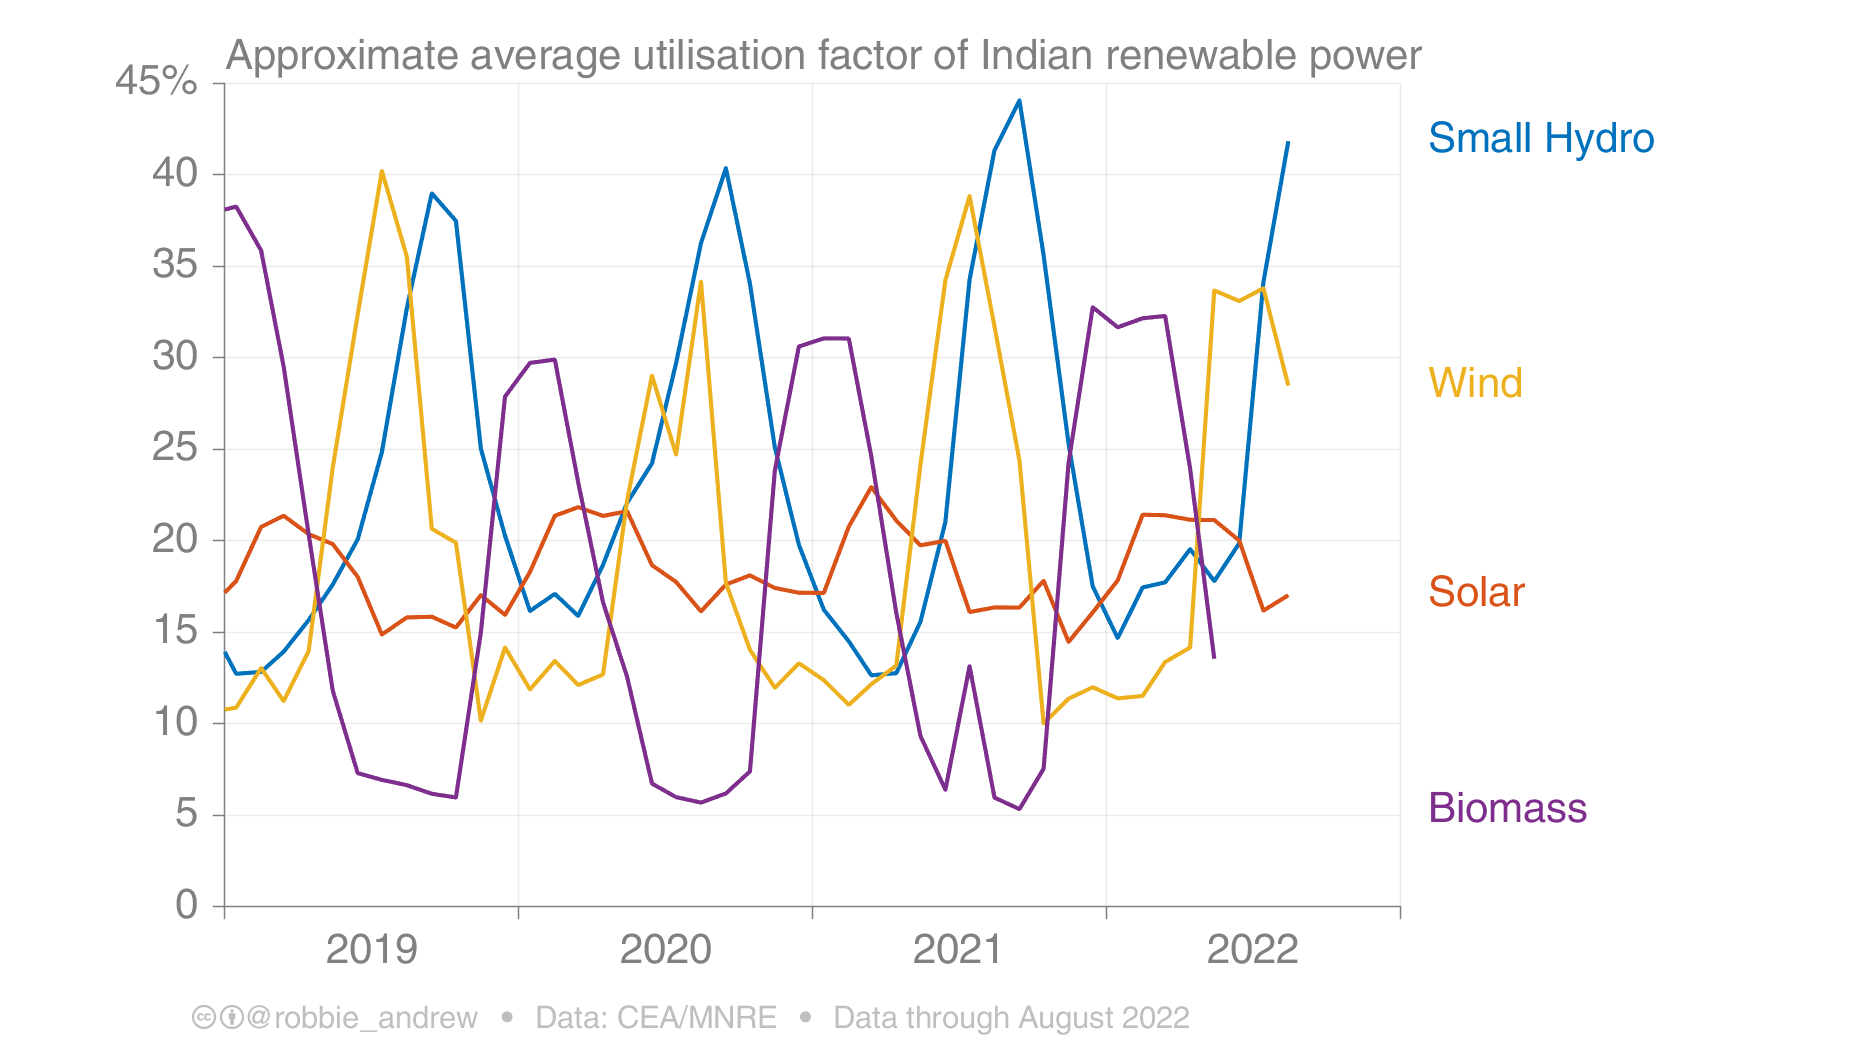 Approximate average utilisation factor of Indian renewable power
45%
40
35
30
25
20
15
10
5
0
Small Hydro
Wind
Solar
Biomass
2019 2020 2021 2022
@robbie_andrew • Data: CEA/MNRE • Data through August 2022